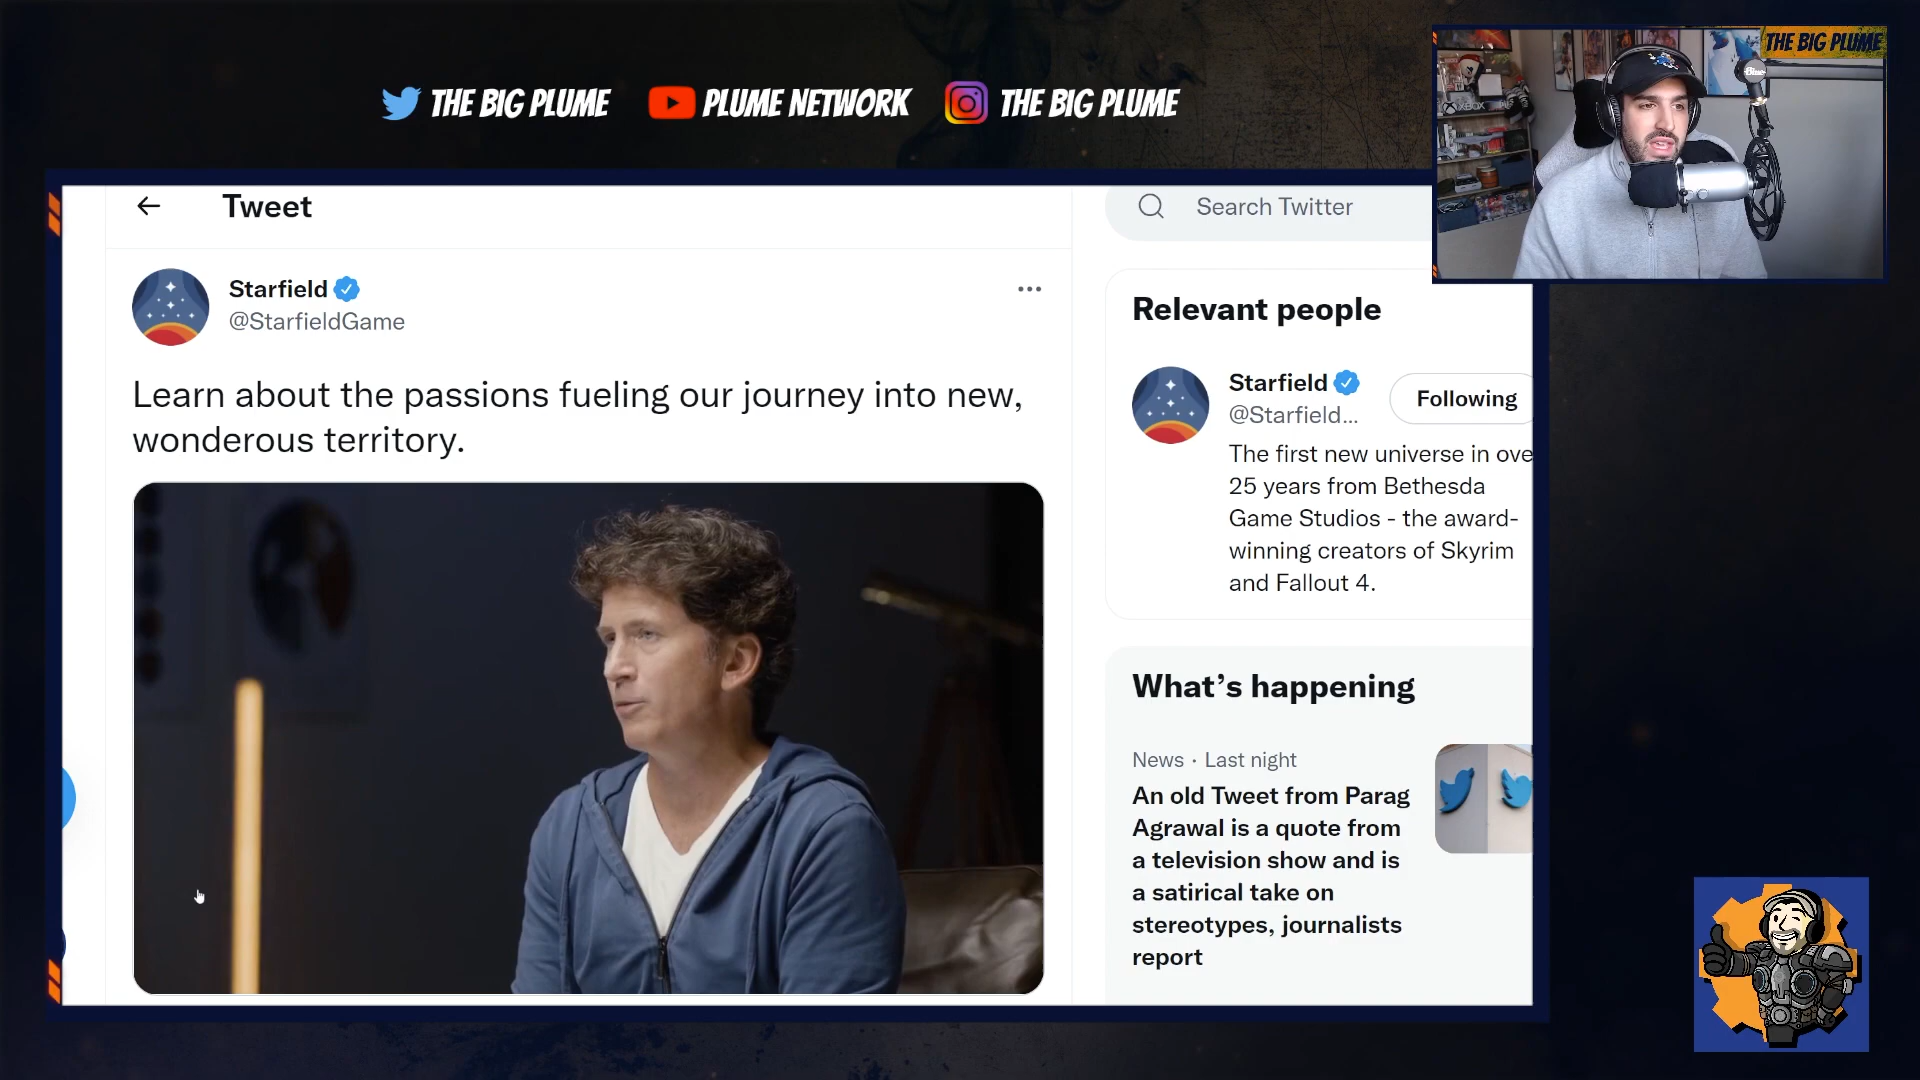 THE BIG PLUME
PLUME NETWORK
THE BIG PLUME
THE BIG PLUME
XBOX
blue
Tweet
Search Twitter
Starfield
@StarfieldGame
Learn about the passions fueling our journey into new,
wonderous territory.
Relevant people
Starfield
@Starfield...
Following
The first new universe in ove
25 years from Bethesda
Game Studios - the award-
winning creators of Skyrim
and Fallout 4.
What's happening
News · Last night
An old Tweet from Parag
Agrawal is a quote from
a television show and is
a satirical take on
stereotypes, journalists
report